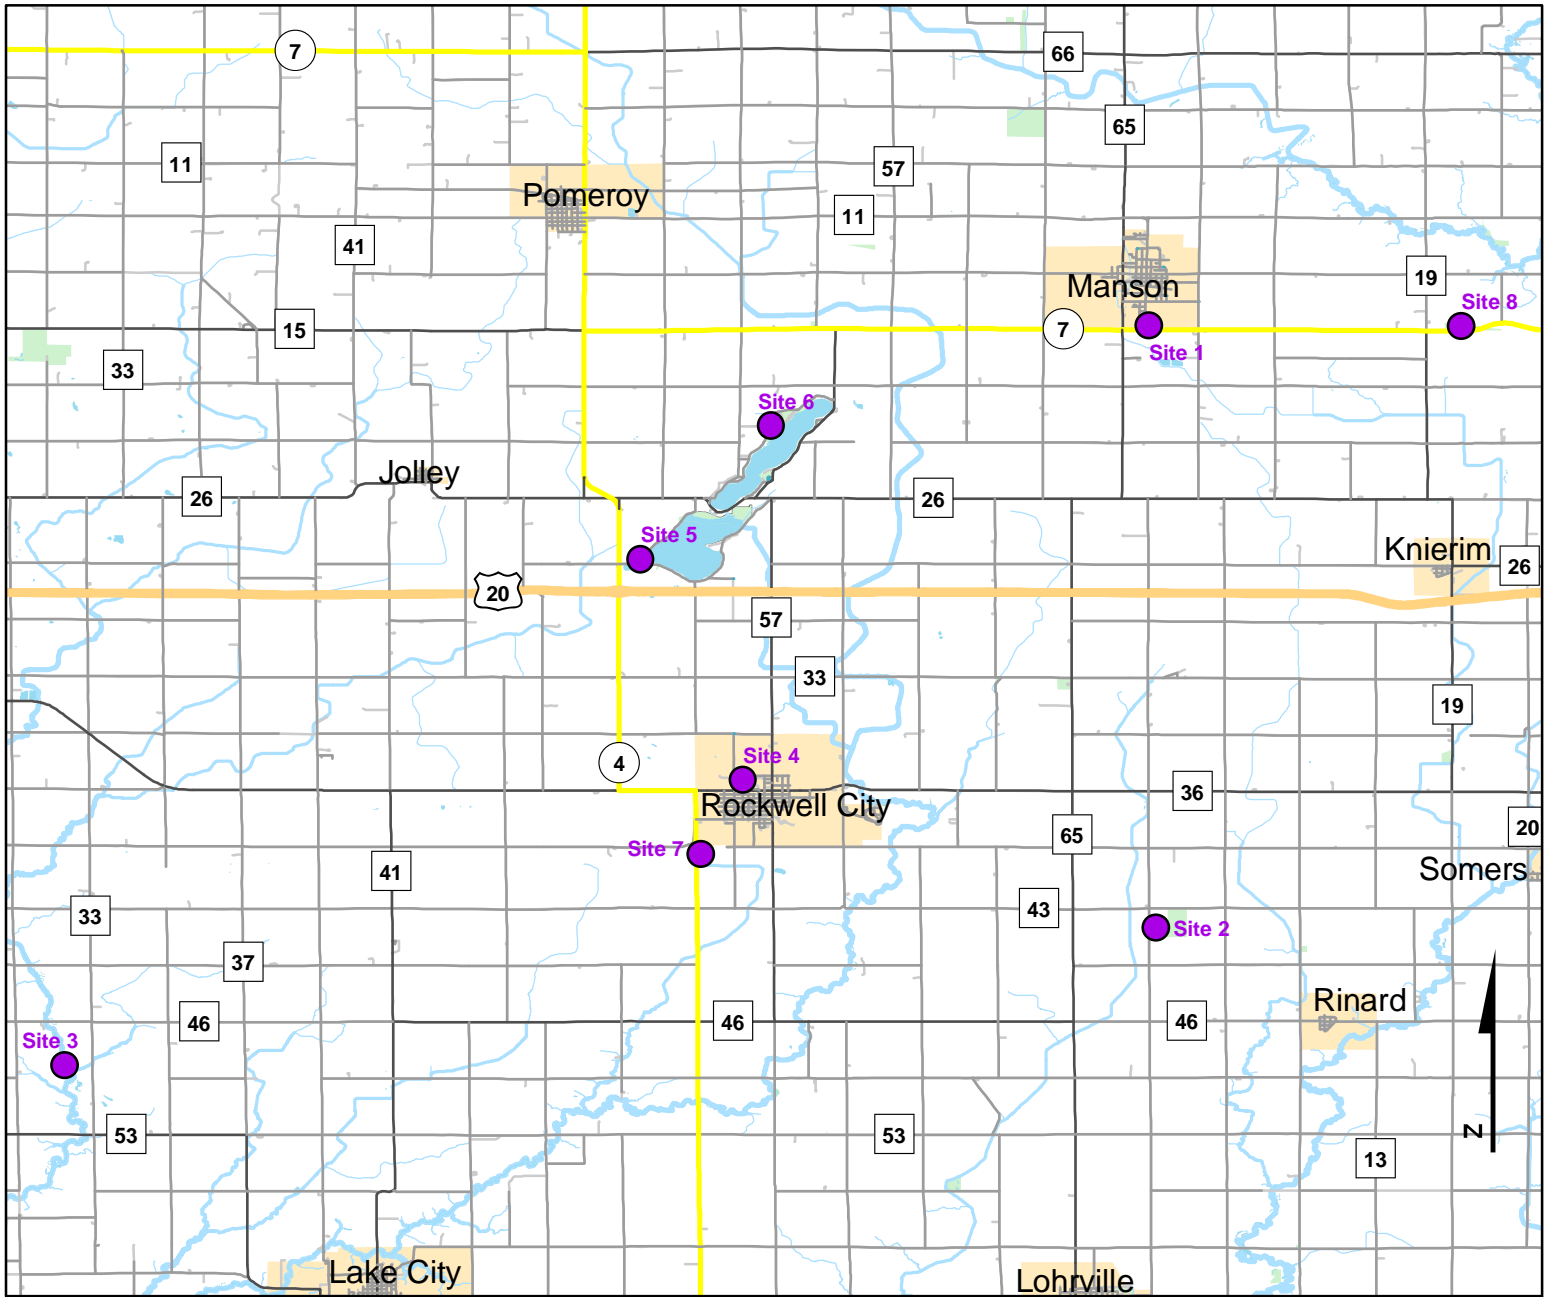 7
66
65
11
57
Pomeroy
11
41
19
Manson
Site 8
15
7
Site 1
33
Site 6
Jolley
26
26
Site 5
Knierim
26
20
57
33
19
Site 4
4
36
Rockwell City
20
65
Site 7
41
Somers
43
33
Site 2
37
Rinard
46
46
46
Site 3
53
53
N
13
Lake City
Lohrville